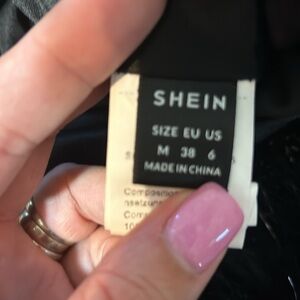 SHEIN
SIZE EU US
M 38 6
MADE IN CHINA